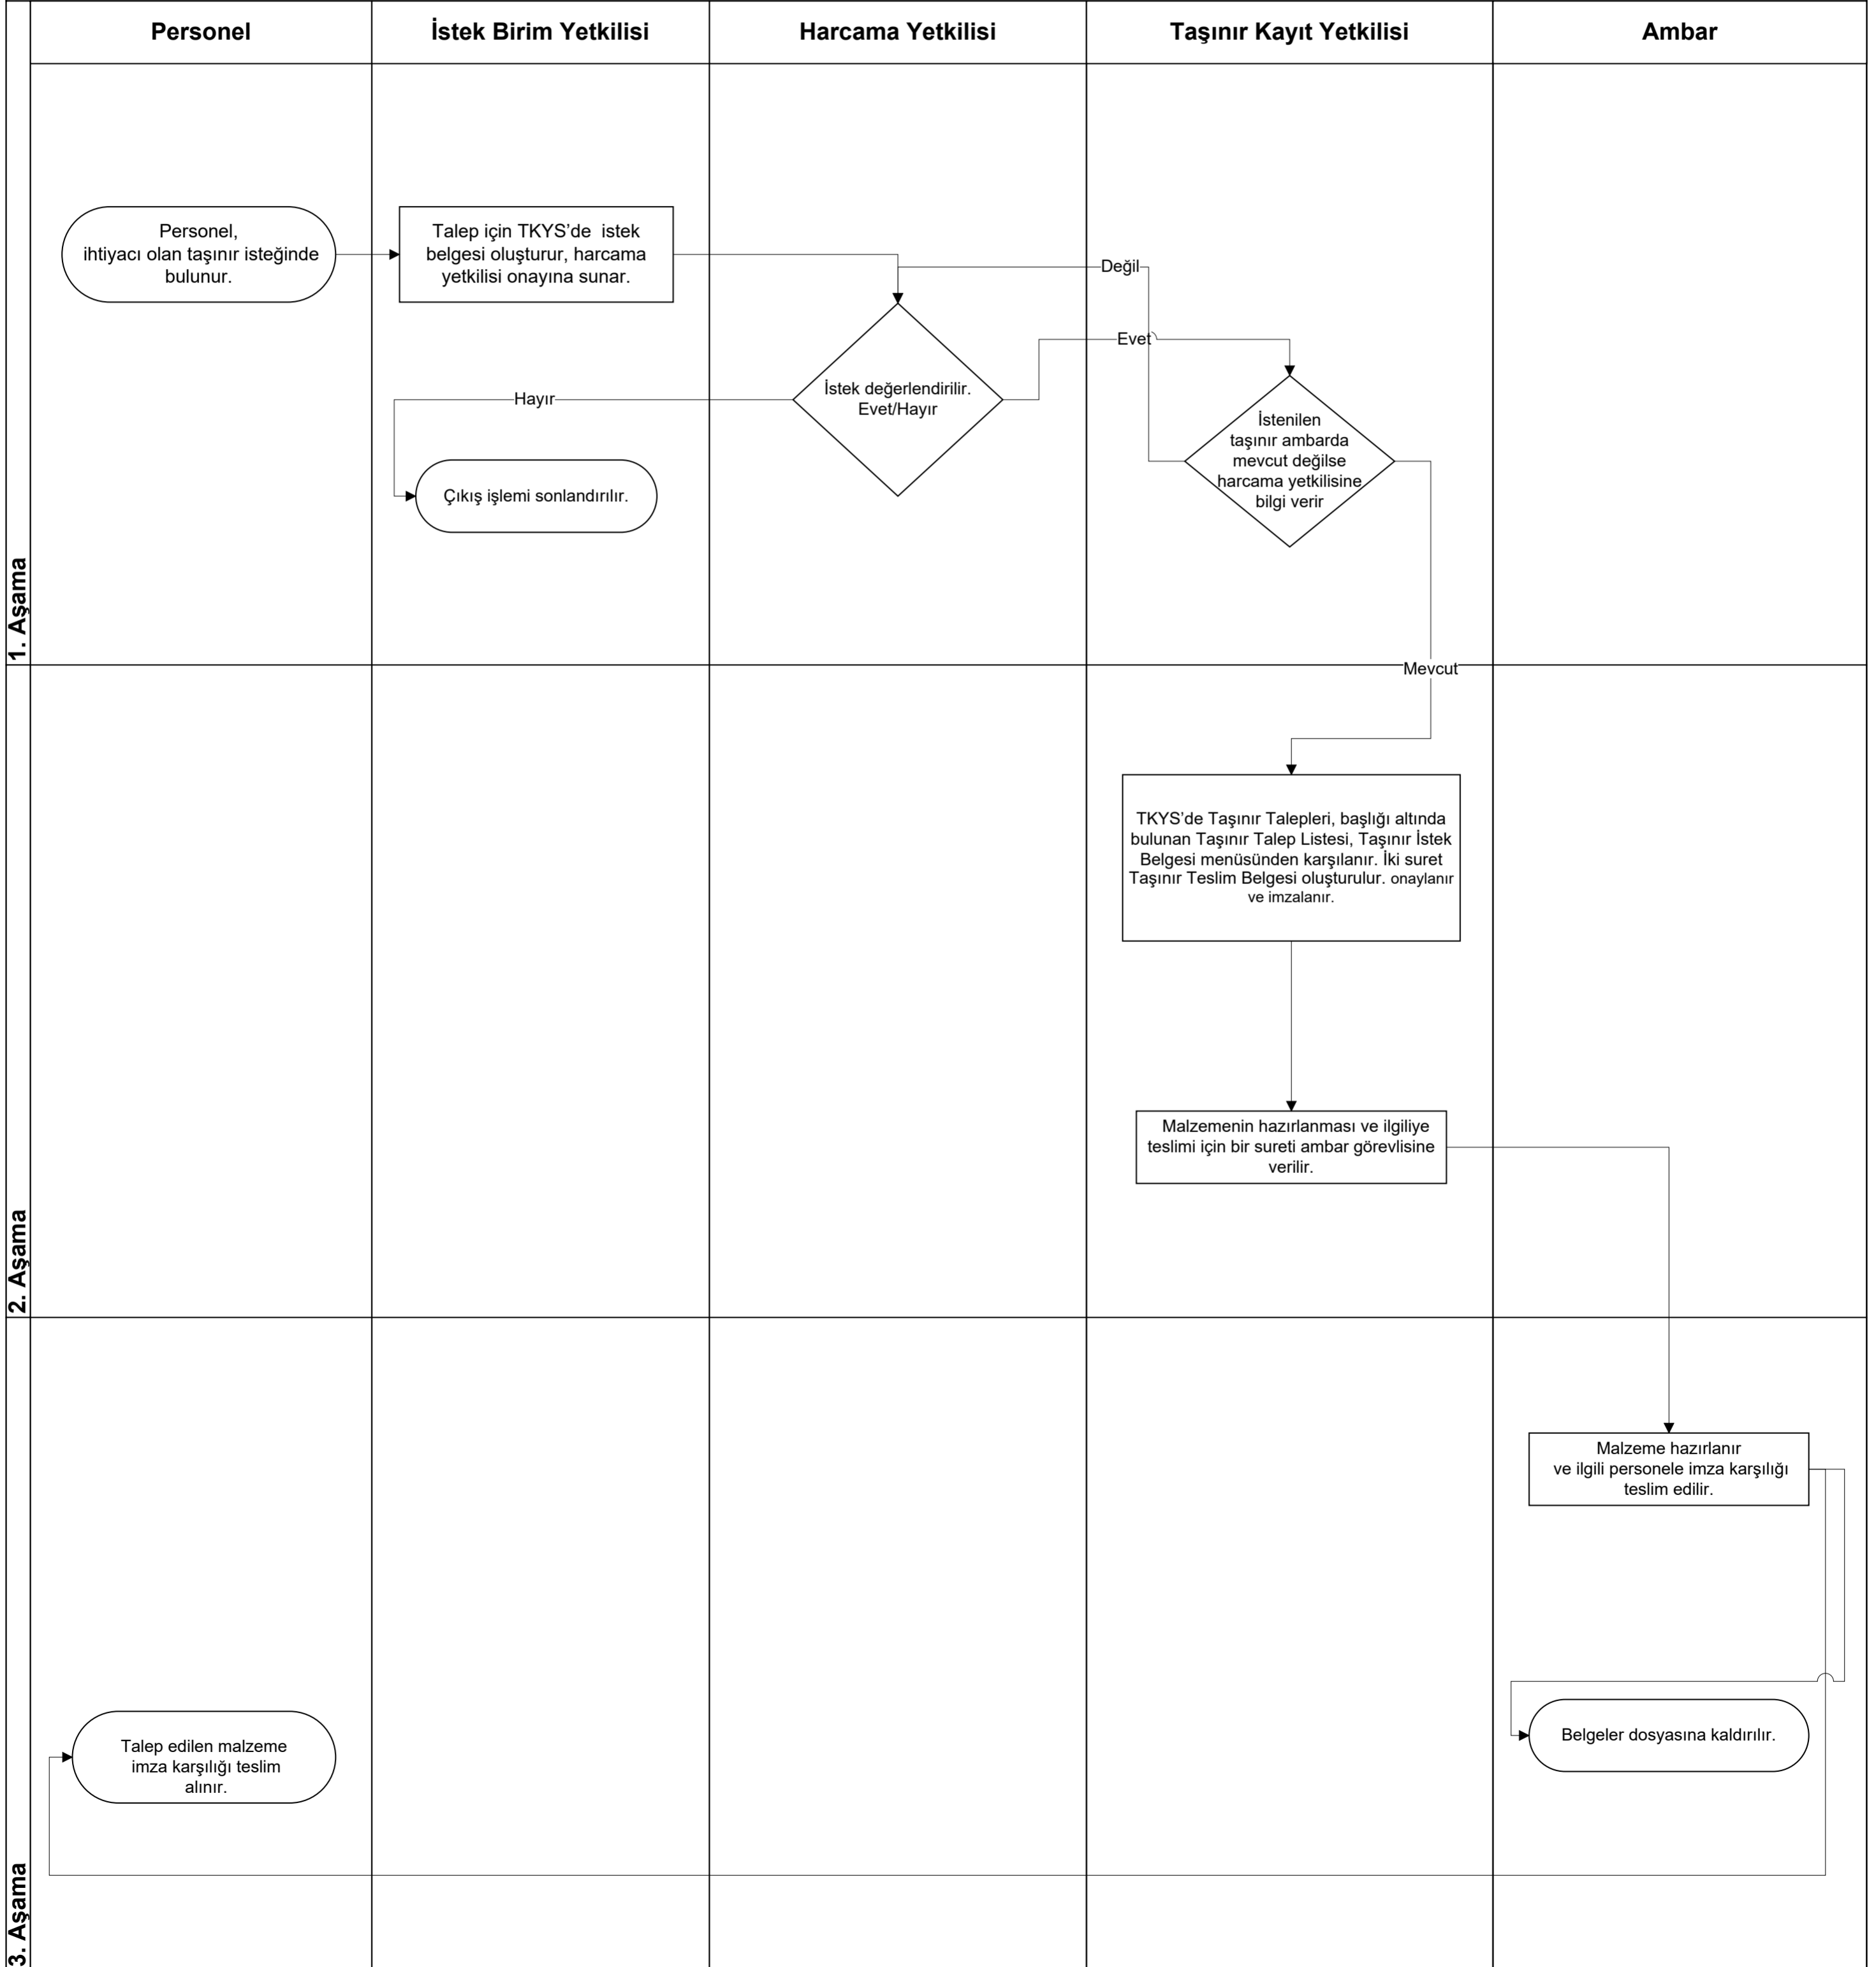 Personel
İstek Birim Yetkilisi
Harcama Yetkilisi
Taşınır Kayıt Yetkilisi
Ambar
1. Aşama
Personel,
ihtiyacı olan taşınır isteğinde
bulunur.
Talep için TKYS’de istek
belgesi oluşturur, harcama
yetkilisi onayına sunar.
Değil
Evet
Hayır
İstek değerlendirilir.
Evet/Hayır
İstenilen
taşınır ambarda
mevcut değilse
harcama yetkilisine
bilgi verir
Çıkış işlemi sonlandırılır.
Mevcut
2. Aşama
TKYS’de Taşınır Talepleri, başlığı altında
bulunan Taşınır Talep Listesi, Taşınır İstek
Belgesi menüsünden karşılanır. İki suret
Taşınır Teslim Belgesi oluşturulur. onaylanır
ve imzalanır.
Malzemenin hazırlanması ve ilgiliye
teslimi için bir sureti ambar görevlisine
verilir.
3. Aşama
Malzeme hazırlanır
ve ilgili personele imza karşılığı
teslim edilir.
Belgeler dosyasına kaldırılır.
Talep edilen malzeme
imza karşılığı teslim
alınır.